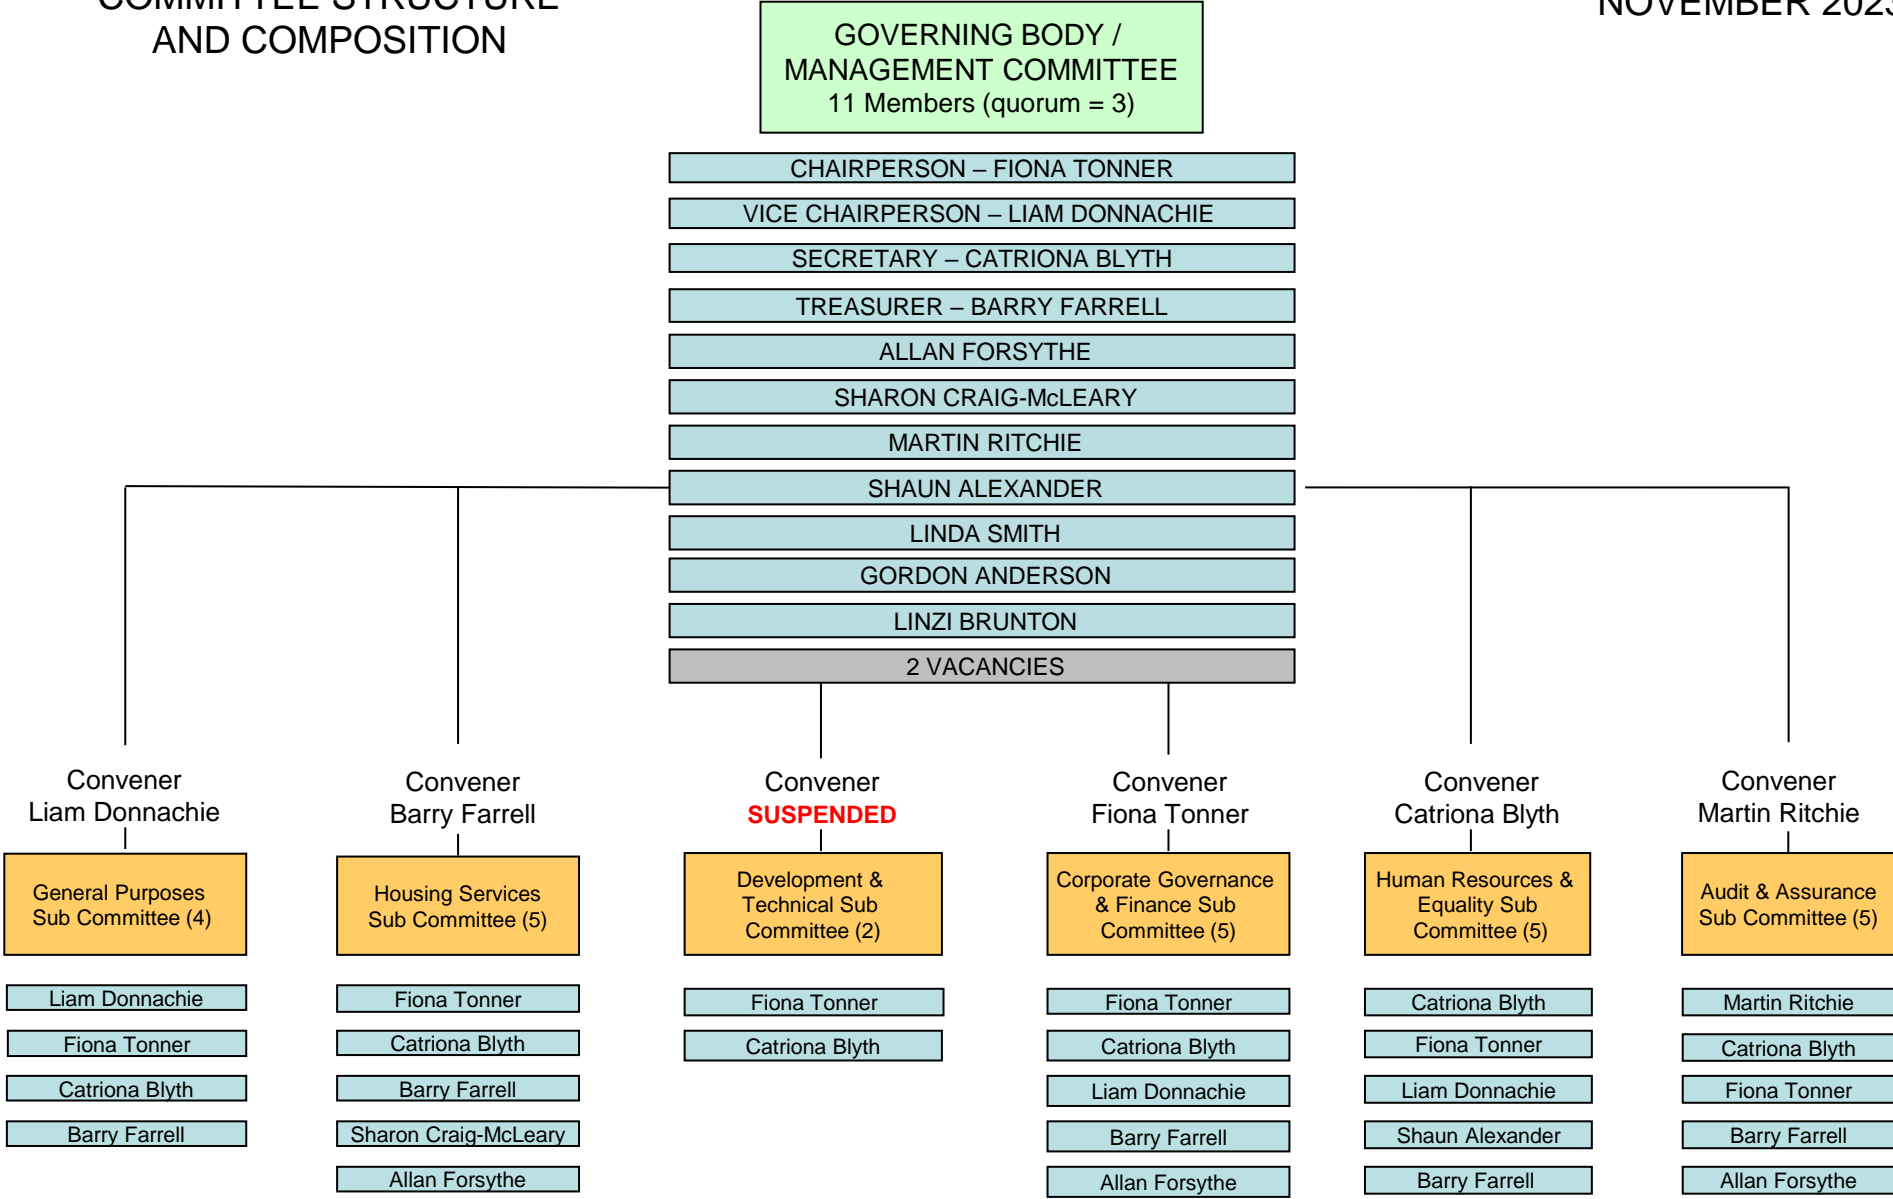 COMMITTEE STRUCTURE
AND COMPOSITION
NOVEMBER 2023
GOVERNING BODY /
MANAGEMENT COMMITTEE
11 Members (quorum = 3)
CHAIRPERSON – FIONA TONNER
VICE CHAIRPERSON – LIAM DONNACHIE
SECRETARY – CATRIONA BLYTH
TREASURER – BARRY FARRELL
ALLAN FORSYTHE
SHARON CRAIG-McLEARY
MARTIN RITCHIE
SHAUN ALEXANDER
LINDA SMITH
GORDON ANDERSON
LINZI BRUNTON
2 VACANCIES
Convener
Liam Donnachie
General Purposes
Sub Committee (4)
Liam Donnachie
Fiona Tonner
Catriona Blyth
Barry Farrell
Convener
Barry Farrell
Housing Services
Sub Committee (5)
Fiona Tonner
Catriona Blyth
Barry Farrell
Sharon Craig-McLeary
Allan Forsythe
Convener
SUSPENDED
Development &
Technical Sub
Committee (2)
Fiona Tonner
Catriona Blyth
Convener
Fiona Tonner
Corporate Governance
& Finance Sub
Committee (5)
Fiona Tonner
Catriona Blyth
Liam Donnachie
Barry Farrell
Allan Forsythe
Convener
Catriona Blyth
Human Resources &
Equality Sub
Committee (5)
Catriona Blyth
Fiona Tonner
Liam Donnachie
Shaun Alexander
Barry Farrell
Convener
Martin Ritchie
Audit & Assurance
Sub Committee (5)
Martin Ritchie
Catriona Blyth
Fiona Tonner
Barry Farrell
Allan Forsythe